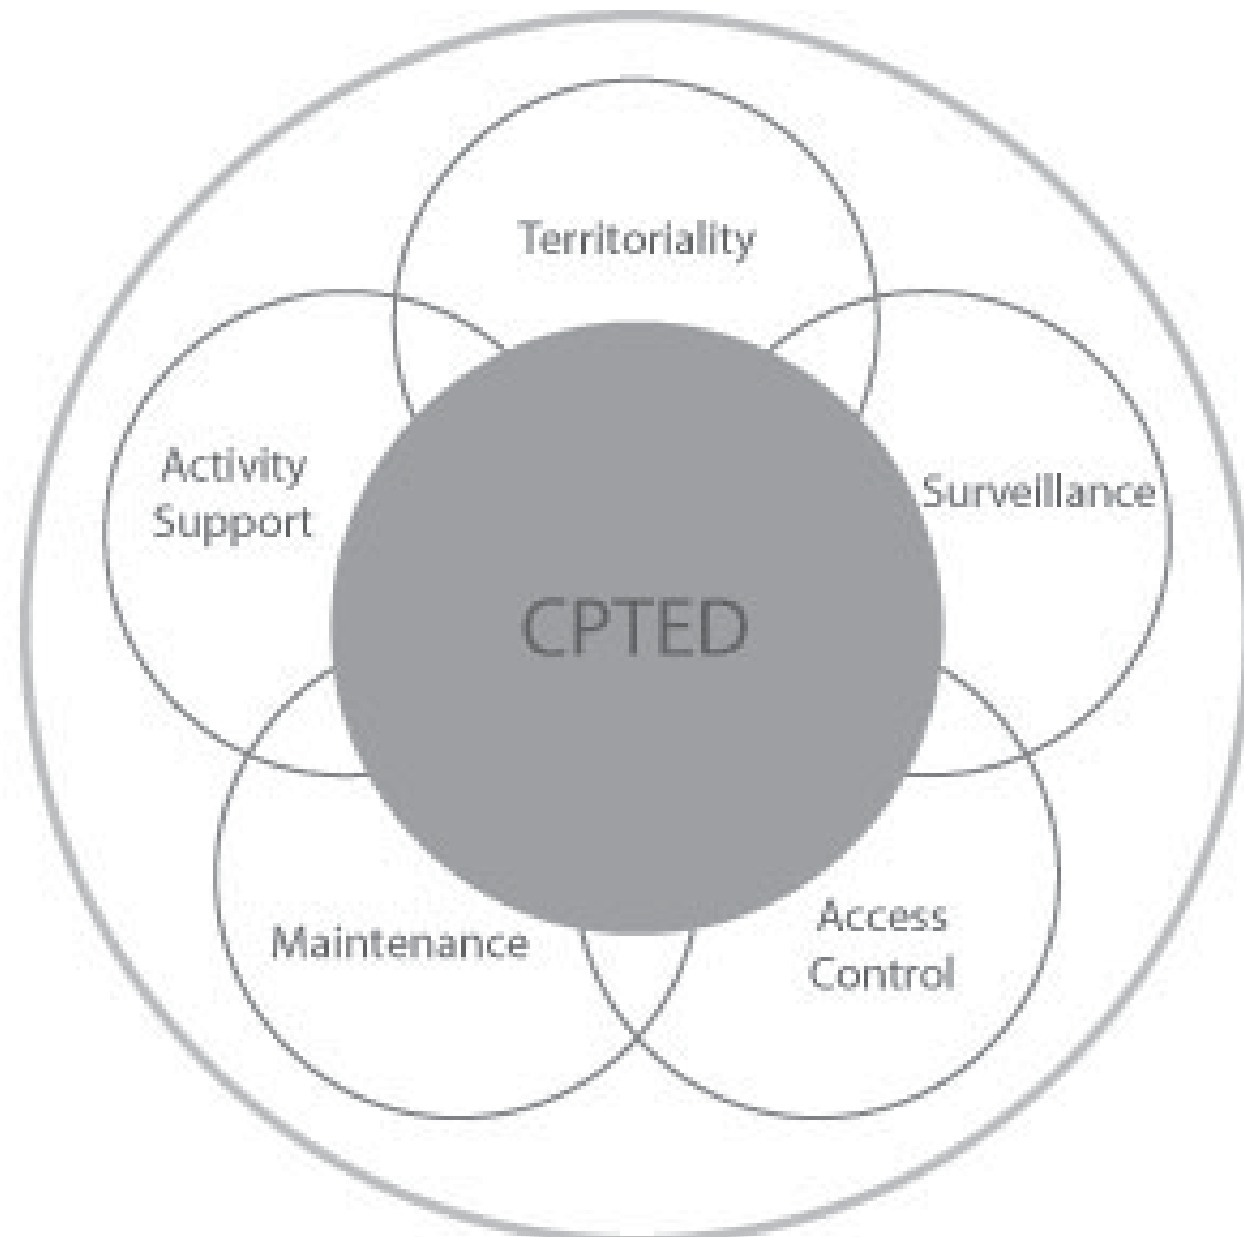 Territoriality
Activity
Support
Surveillance
CPTED
Maintenance
Access
Control